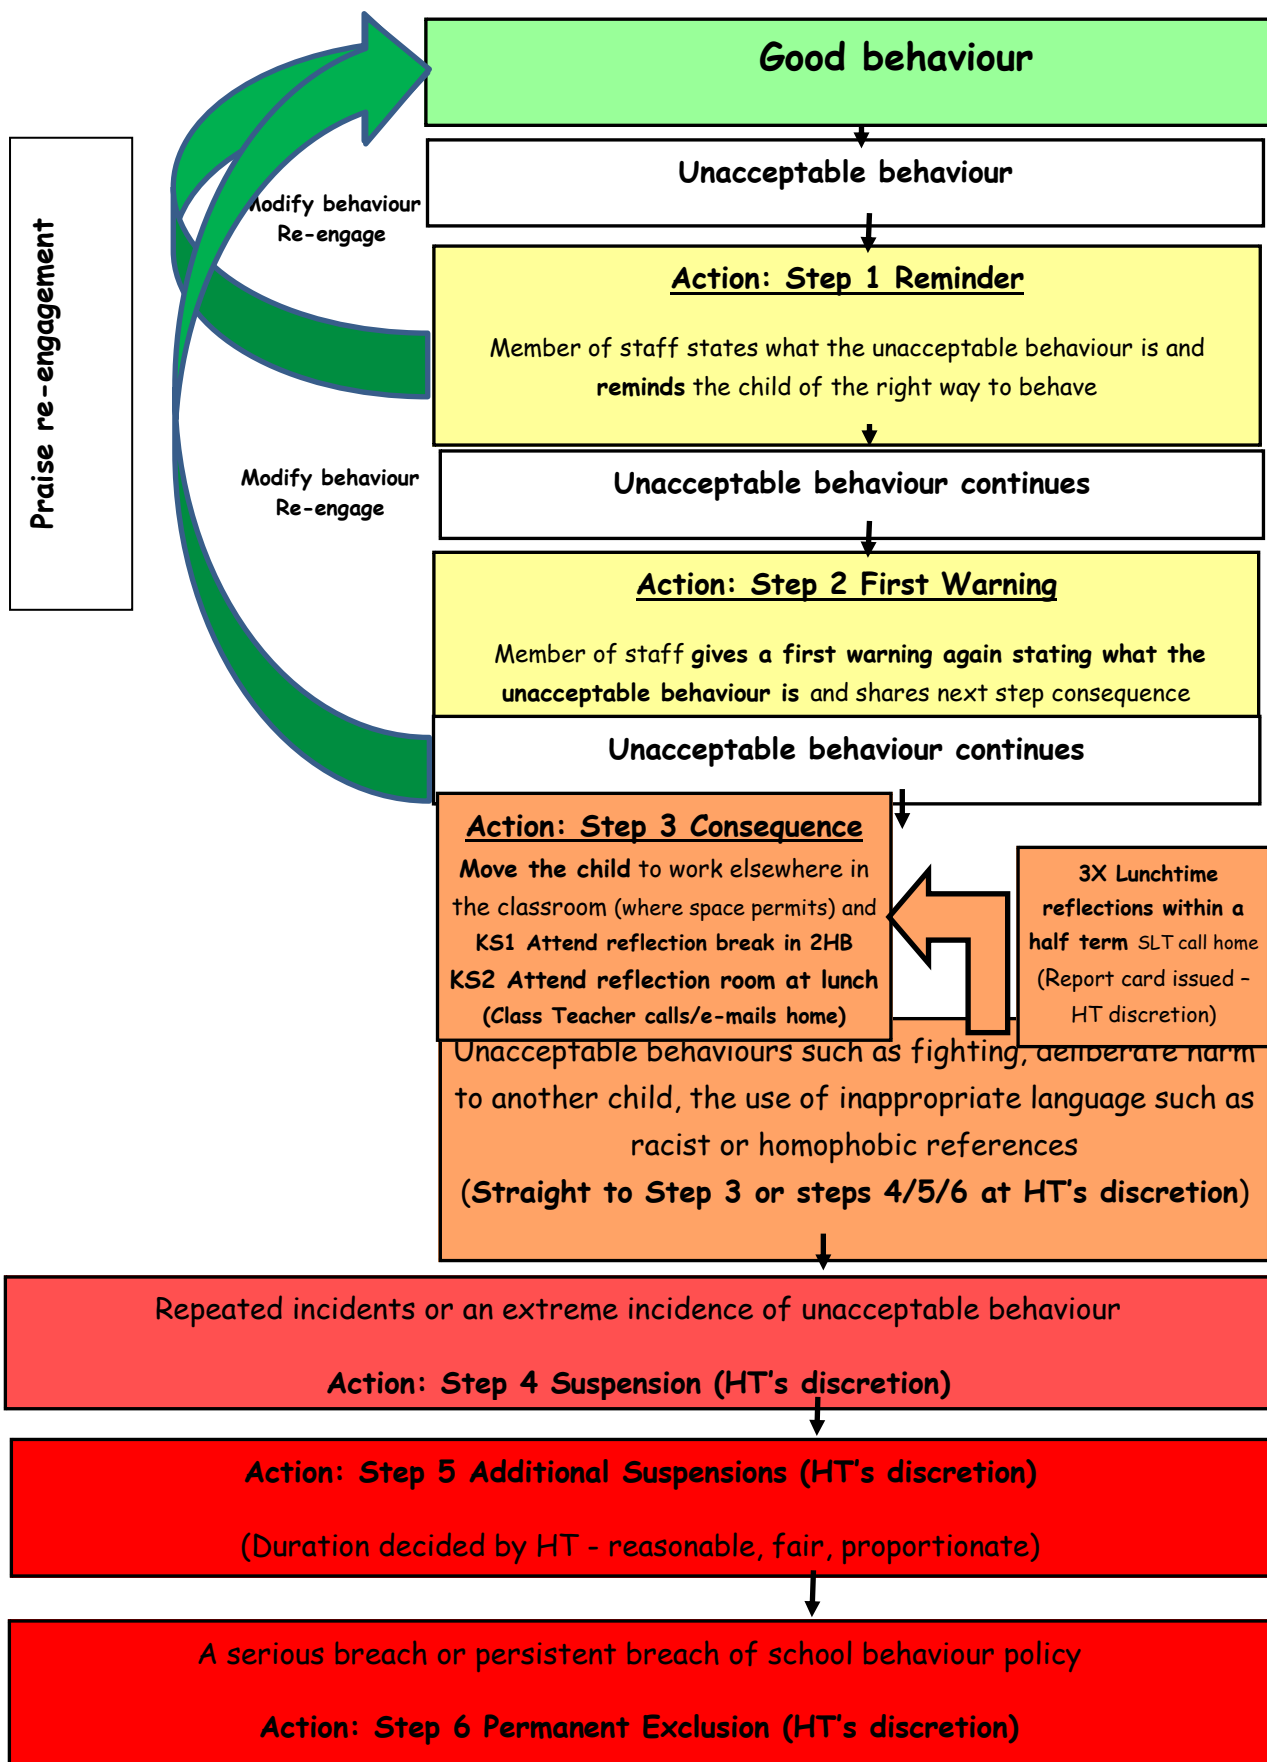 Good behaviour
Unacceptable behaviour
Modify behaviour
Re-engage
Praise re-engagement
Action: Step 1 Reminder
Member of staff states what the unacceptable behaviour is and
reminds the child of the right way to behave
Modify behaviour
Re-engage
Unacceptable behaviour continues
Action: Step 2 First Warning
Member of staff gives a first warning again stating what the
unacceptable behaviour is and shares next step consequence
Unacceptable behaviour continues
Action: Step 3 Consequence
Move the child to work elsewhere in
the classroom (where space permits) and
KS1 Attend reflection break in 2HB
KS2 Attend reflection room at lunch
(Class Teacher calls/e-mails home)
3X Lunchtime
reflections within a
half term SLT call home
(Report card issued –
HT discretion)
Unacceptable behaviours such as fighting, deliberate harm
to another child, the use of inappropriate language such as
racist or homophobic references
(Straight to Step 3 or steps 4/5/6 at HT's discretion)
Repeated incidents or an extreme incidence of unacceptable behaviour
Action: Step 4 Suspension (HT's discretion)
Action: Step 5 Additional Suspensions (HT's discretion)
(Duration decided by HT - reasonable, fair, proportionate)
A serious breach or persistent breach of school behaviour policy
Action: Step 6 Permanent Exclusion (HT's discretion)